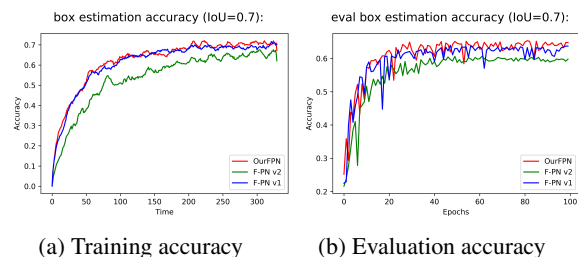 box estimation accuracy (IoU=0.7):
Accuracy
0.7
0.6
0.5
0.4
0.3
0.2
0.1
0.0
0 50 100 150 200 250 300
Time
OurFPN
F-PN v2
F-PN v1
(a) Training accuracy
eval box estimation accuracy (IoU=0.7):
Accuracy
0.6
0.5
0.4
0.3
0.2
0 20 40 60 80 100
Epochs
OurFPN
F-PN v2
F-PN v1
(b) Evaluation accuracy